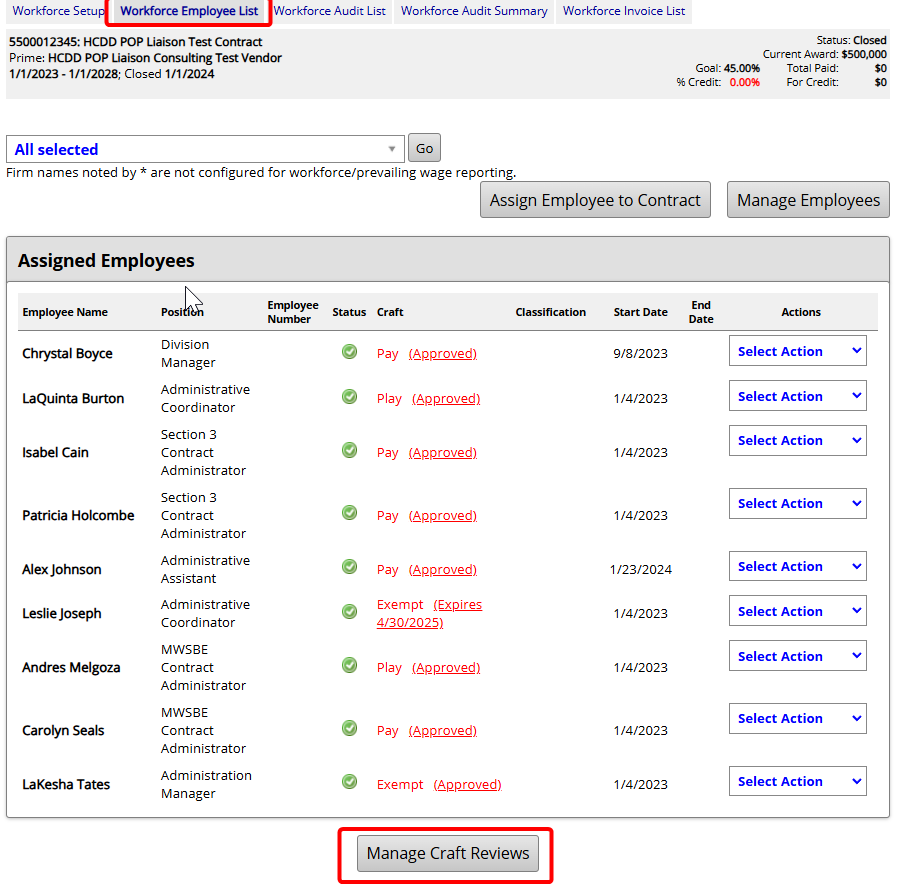 Workforce Setup Workforce Employee List Workforce Audit List Workforce Audit Summary Workforce Invoice List
5500012345: HCDD POP Liaison Test Contract
Prime: HCDD POP Liaison Consulting Test Vendor
1/1/2023 - 1/1/2028; Closed 1/1/2024
Status: Closed
Current Award: $500,000
Goal: 45.00% Total Paid: $0
% Credit: 0.00% For Credit: $0
All selected Go
Firm names noted by * are not configured for workforce/prevailing wage reporting.
Assign Employee to Contract Manage Employees
Assigned Employees
Employee Name Position Employee Number Status Craft Classification Start Date End Date Actions
Chrystal Boyce Division Manager Pay (Approved) 9/8/2023 Select Action
LaQuinta Burton Administrative Coordinator Play (Approved) 1/4/2023 Select Action
Isabel Cain Section 3 Contract Administrator Pay (Approved) 1/4/2023 Select Action
Patricia Holcombe Section 3 Contract Administrator Pay (Approved) 1/4/2023 Select Action
Alex Johnson Administrative Assistant Pay (Approved) 1/23/2024 Select Action
Leslie Joseph Administrative Coordinator Exempt (Expires 4/30/2025) 1/4/2023 Select Action
Andres Melgoza MWSBE Contract Administrator Play (Approved) 1/4/2023 Select Action
Carolyn Seals MWSBE Contract Administrator Pay (Approved) 1/4/2023 Select Action
LaKesha Tates Administration Manager Exempt (Approved) 1/4/2023 Select Action
Manage Craft Reviews